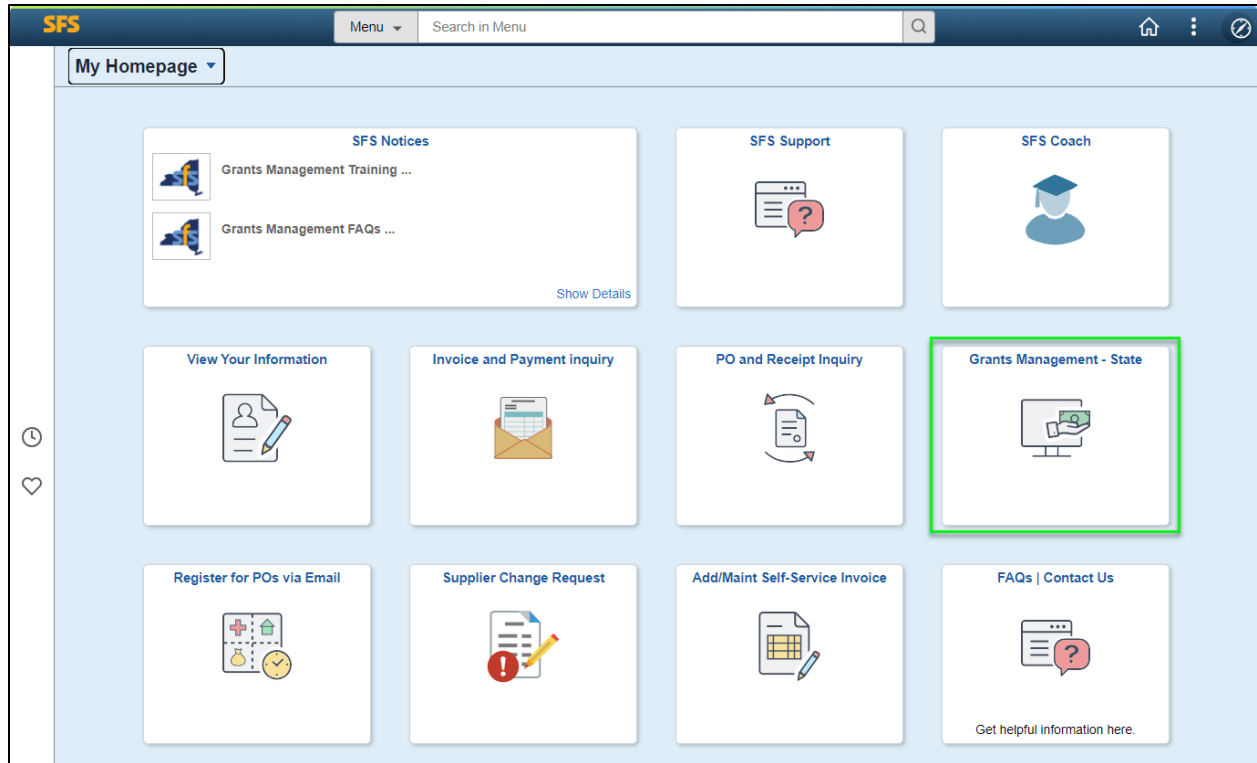 SFS
Menu
Search in Menu
My Homepage
SFS Notices
Grants Management Training ...
Grants Management FAQs ...
Show Details
SFS Support
?
SFS Coach
View Your Information
Invoice and Payment inquiry
PO and Receipt Inquiry
Grants Management - State
Register for POs via Email
Supplier Change Request
!
Add/Maint Self-Service Invoice
FAQs | Contact Us
?
Get helpful information here.
sfs
sfs